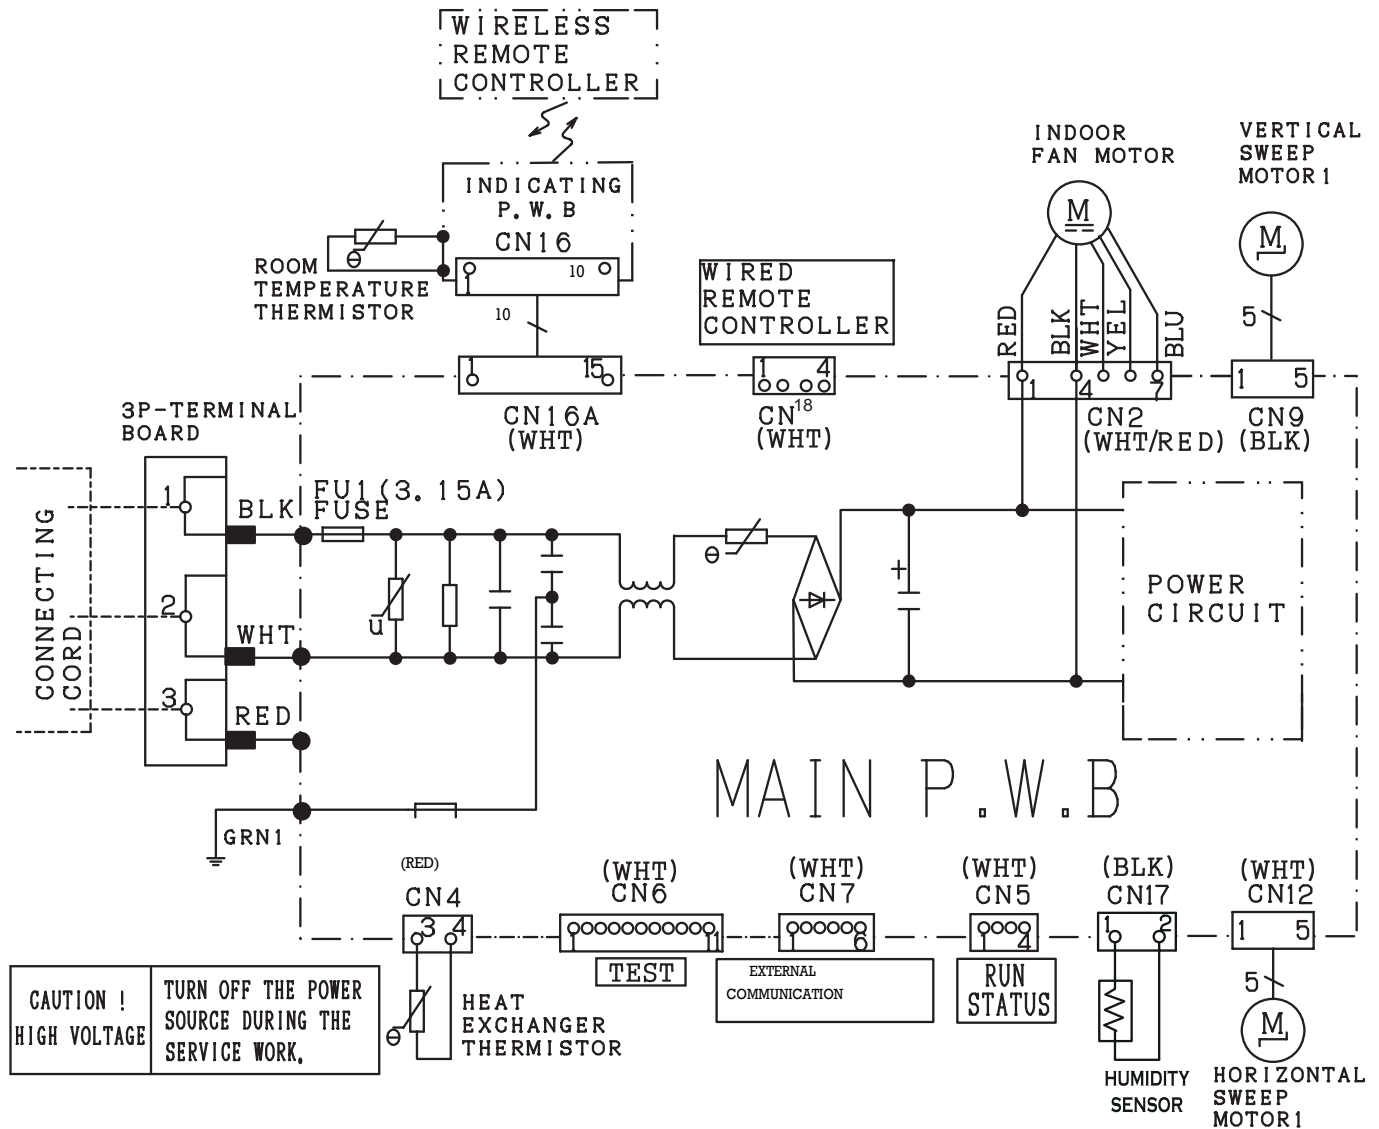 WIRELESS
REMOTE
CONTROLLER
INDICATING
P.W.B
CN16
1 10
10
ROOM
TEMPERATURE
THERMISTOR
θ
1 15
CN16A
(WHT)
WIRED
REMOTE
CONTROLLER
1 4
CN18
(WHT)
INDOOR
FAN MOTOR
M
RED
BLK
WHT
YEL
BLU
1 4 7
CN2
(WHT/RED)
VERTICAL
SWEEP
MOTOR1
M
5
1 5
CN9
(BLK)
3P-TERMINAL
BOARD
CONNECTING
CORD
1
2
3
BLK
WHT
RED
FU1(3.15A)
FUSE
u
θ
+
POWER
CIRCUIT
MAIN P.W.B
GRN1
(RED)
CN4
3 4
θ
HEAT
EXCHANGER
THERMISTOR
(WHT)
CN6
1 11
TEST
(WHT)
CN7
1 6
EXTERNAL
COMMUNICATION
(WHT)
CN5
1 4
RUN
STATUS
(BLK)
CN17
1 2
HUMIDITY
SENSOR
(WHT)
CN12
1 5
5
M
HORIZONTAL
SWEEP
MOTOR1
CAUTION !
HIGH VOLTAGE
TURN OFF THE POWER
SOURCE DURING THE
SERVICE WORK.